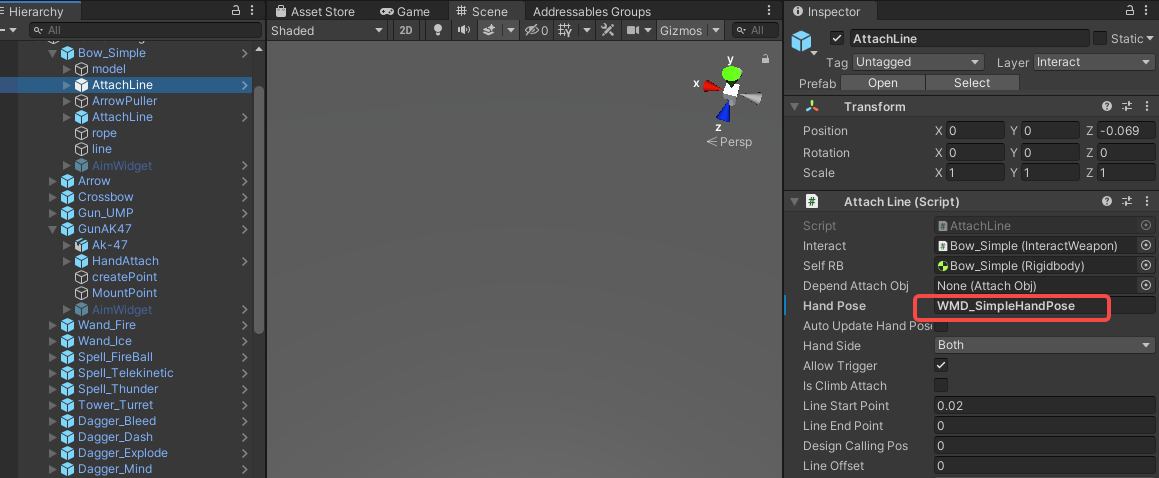 Hierarchy
All
Bow_Simple
model
AttachLine
ArrowPuller
AttachLine
rope
line
AimWidget
Arrow
Crossbow
Gun_UMP
GunAK47
Ak-47
HandAttach
createPoint
MountPoint
AimWidget
Wand_Fire
Wand_Ice
Spell_FireBall
Spell_Telekinetic
Spell_Thunder
Tower_Turret
Dagger_Bleed
Dagger_Dash
Dagger_Explode
Dagger_Mind
Asset Store Game Scene Addressables Groups
Shaded 2D 0 Gizmos All
y
x
z
Persp
Inspector
AttachLine Static
Tag Untagged Layer Interact
Prefab Open Select
Transform
Position X 0 Y 0 Z -0.069
Rotation X 0 Y 0 Z 0
Scale X 1 Y 1 Z 1
# Attach Line (Script)
Script AttachLine
Interact Bow_Simple (InteractWeapon)
Self RB Bow_Simple (Rigidbody)
Depend Attach Obj None (Attach Obj)
Hand Pose WMD_SimpleHandPose
Auto Update Hand Pose
Hand Side Both
Allow Trigger
Is Climb Attach
Line Start Point 0.02
Line End Point 0
Design Calling Pos 0
Line Offset 0